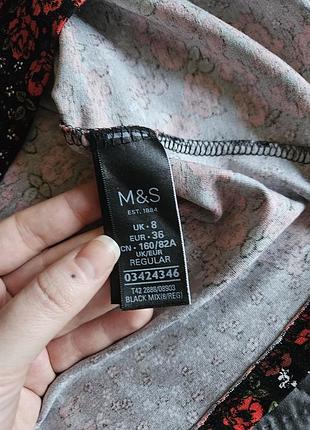 M&S
EST. 1884
UK • 8
EUR • 36
CN • 160/82A
UK/EUR
REGULAR
03424346
T42 2888/08903
BLACK MIX(8/REG)